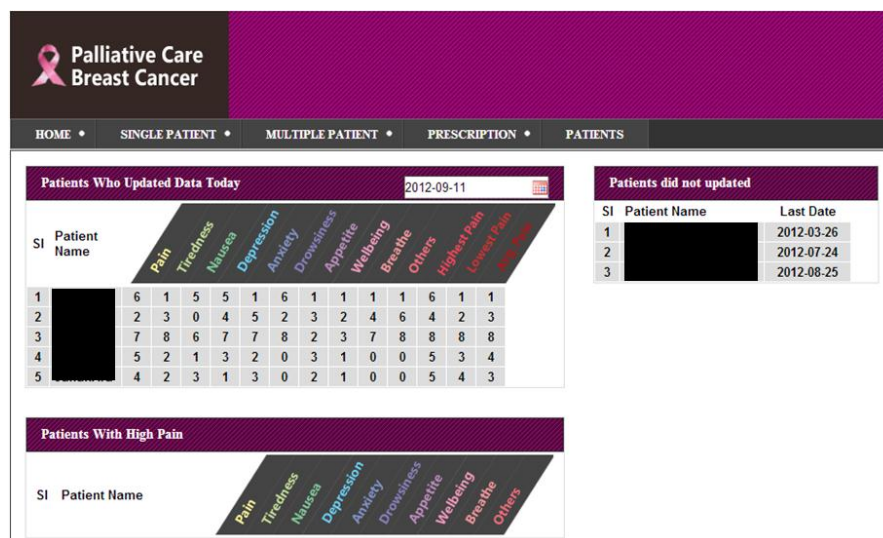 Palliative Care
Breast Cancer
HOME • SINGLE PATIENT • MULTIPLE PATIENT • PRESCRIPTION • PATIENTS
Patients Who Updated Data Today 2012-09-11
SI Patient Name Pain Tiredness Nausea Depression Anxiety Drowsiness Appetite Wellbeing Breathe Others Highest Pain Lowest Pain Avg Pain
1 6 1 5 5 1 6 1 1 1 1 6 1 1
2 2 3 0 4 5 2 3 2 4 6 4 2 3
3 7 8 6 7 7 8 2 3 7 8 8 8 8
4 5 2 1 3 2 0 3 1 0 0 5 3 4
5 4 2 3 1 3 0 2 1 0 0 5 4 3
Patients did not updated
SI Patient Name Last Date
1 2012-03-26
2 2012-07-24
3 2012-08-25
Patients With High Pain
SI Patient Name Pain Tiredness Nausea Depression Anxiety Drowsiness Appetite Wellbeing Breathe Others